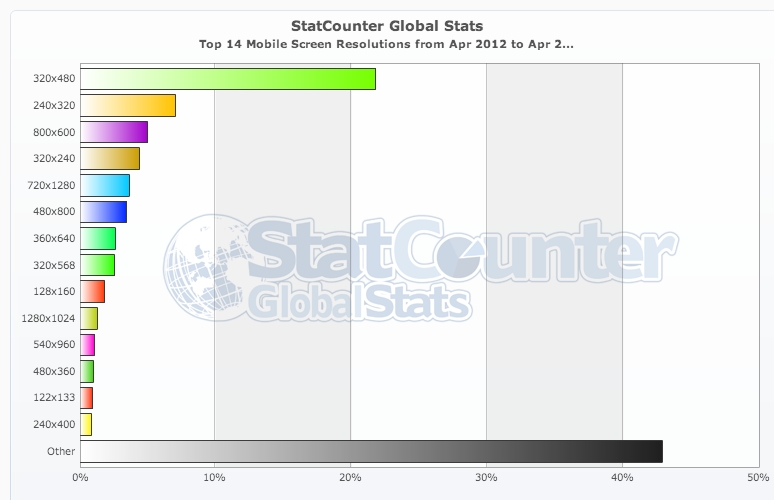 StatCounter Global Stats
Top 14 Mobile Screen Resolutions from Apr 2012 to Apr 2...
320x480
240x320
800x600
320x240
720x1280
480x800
360x640
320x568
128x160
1280x1024
540x960
480x360
122x133
240x400
Other
StatCounter
GlobalStats
0%
10%
20%
30%
40%
50%